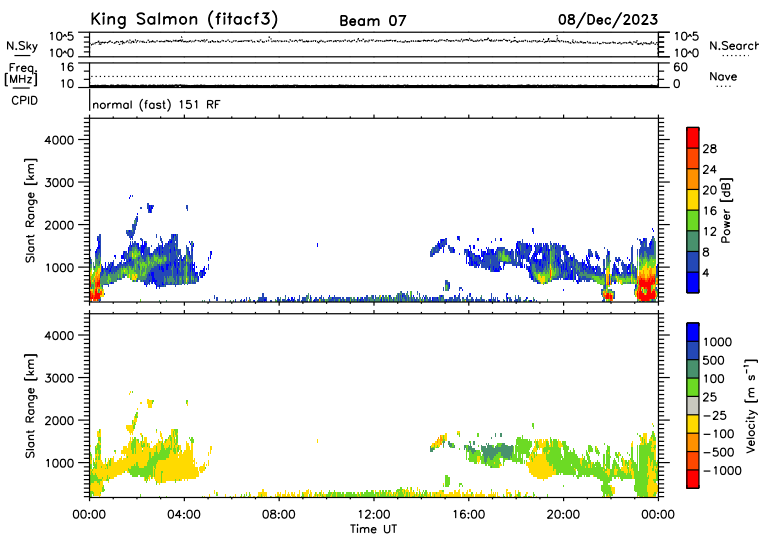 King Salmon (fitacf3) Beam 07 08/Dec/2023
N.Sky 10^5 10^0 10^5 10^0 N.Search
Freq [MHz] 16 10 60 0 Nave
CPID normal (fast) 151 RF
Slant Range [km] 4000 3000 2000 1000
28 24 20 16 12 8 4 Power [dB]
Slant Range [km] 4000 3000 2000 1000
1000 500 100 25 −25 −100 −500 −1000 Velocity [m s⁻¹]
00:00 04:00 08:00 12:00 16:00 20:00 00:00
Time UT